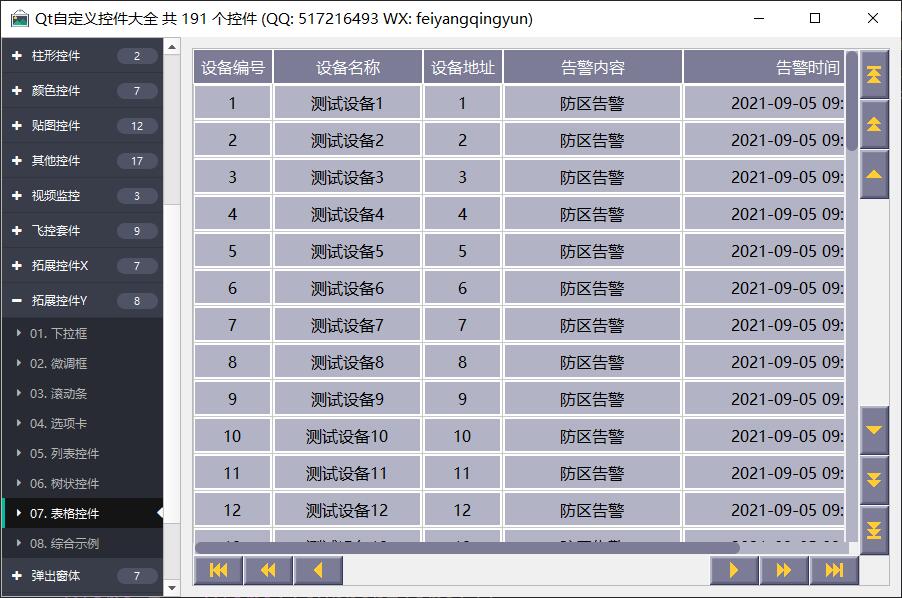 Qt自定义控件大全 共 191 个控件 (QQ: 517216493 WX: feiyangqingyun)
柱形控件 2
颜色控件 7
贴图控件 12
其他控件 17
视频监控 3
飞控套件 9
拓展控件X 7
拓展控件Y 8
01. 下拉框
02. 微调框
03. 滚动条
04. 选项卡
05. 列表控件
06. 树状控件
07. 表格控件
08. 综合示例
弹出窗体 7
设备编号 设备名称 设备地址 告警内容 告警时间
1 测试设备1 1 防区告警 2021-09-05 09:
2 测试设备2 2 防区告警 2021-09-05 09:
3 测试设备3 3 防区告警 2021-09-05 09:
4 测试设备4 4 防区告警 2021-09-05 09:
5 测试设备5 5 防区告警 2021-09-05 09:
6 测试设备6 6 防区告警 2021-09-05 09:
7 测试设备7 7 防区告警 2021-09-05 09:
8 测试设备8 8 防区告警 2021-09-05 09:
9 测试设备9 9 防区告警 2021-09-05 09:
10 测试设备10 10 防区告警 2021-09-05 09:
11 测试设备11 11 防区告警 2021-09-05 09:
12 测试设备12 12 防区告警 2021-09-05 09: